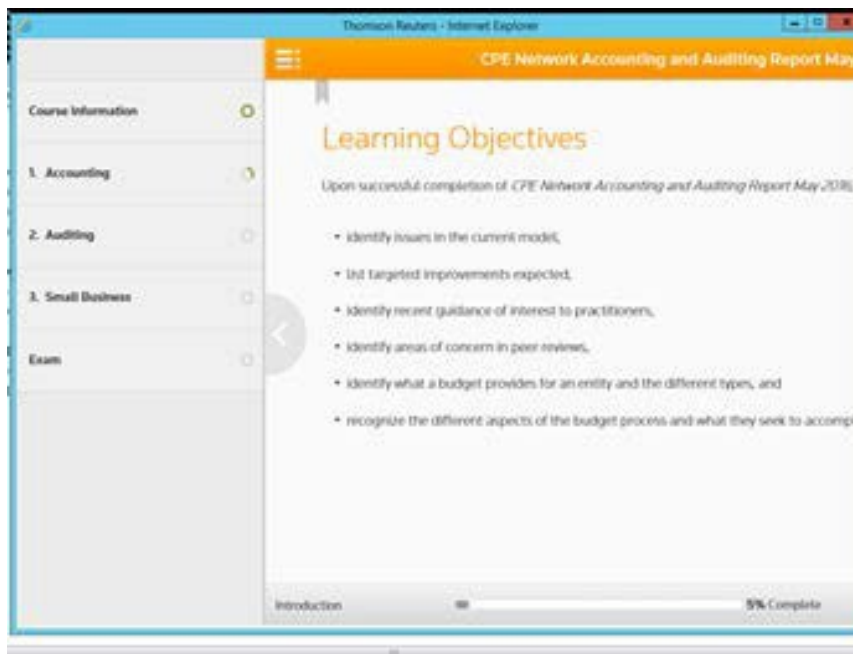 Thomson Reuters - Internet Explorer
CPE Network Accounting and Auditing Report May
Course Information
1. Accounting
2. Auditing
3. Small Business
Exam
Learning Objectives
Upon successful completion of CPE Network Accounting and Auditing Report May 2016,
• identify issues in the current model,
• list targeted improvements expected,
• identify recent guidance of interest to practitioners,
• identify areas of concern in peer reviews,
• identify what a budget provides for an entity and the different types, and
• recognize the different aspects of the budget process and what they seek to accomp
Introduction
5% Complete